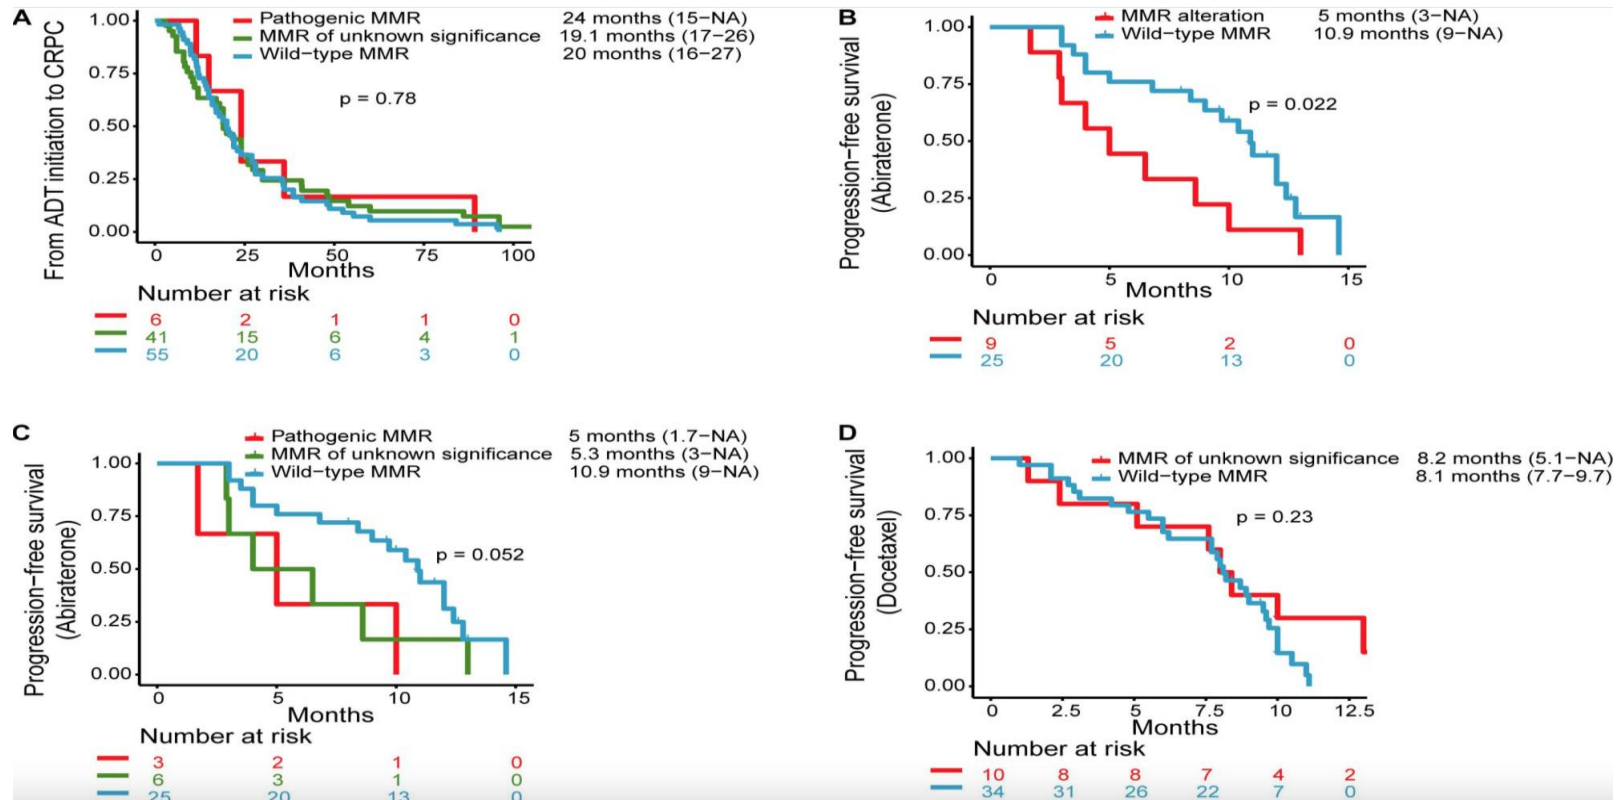 A
From ADT initiation to CRPC
1.00
0.75
0.50
0.25
0.00
Pathogenic MMR 24 months (15−NA)
MMR of unknown significance 19.1 months (17−26)
Wild−type MMR 20 months (16−27)
p = 0.78
0 25 50 75 100
Months
Number at risk
6 2 1 1 0
41 15 6 4 1
55 20 6 3 0
B
Progression−free survival
(Abiraterone)
1.00
0.75
0.50
0.25
0.00
MMR alteration 5 months (3−NA)
Wild−type MMR 10.9 months (9−NA)
p = 0.022
0 5 10 15
Months
Number at risk
9 5 2 0
25 20 13 0
C
Progression−free survival
(Abiraterone)
1.00
0.75
0.50
0.25
0.00
Pathogenic MMR 5 months (1.7−NA)
MMR of unknown significance 5.3 months (3−NA)
Wild−type MMR 10.9 months (9−NA)
p = 0.052
0 5 10 15
Months
Number at risk
3 2 1 0
6 3 1 0
25 20 13 0
D
Progression−free survival
(Docetaxel)
1.00
0.75
0.50
0.25
0.00
MMR of unknown significance 8.2 months (5.1−NA)
Wild−type MMR 8.1 months (7.7−9.7)
p = 0.23
0 2.5 5 7.5 10 12.5
Months
Number at risk
10 8 8 7 4 2
34 31 26 22 7 0